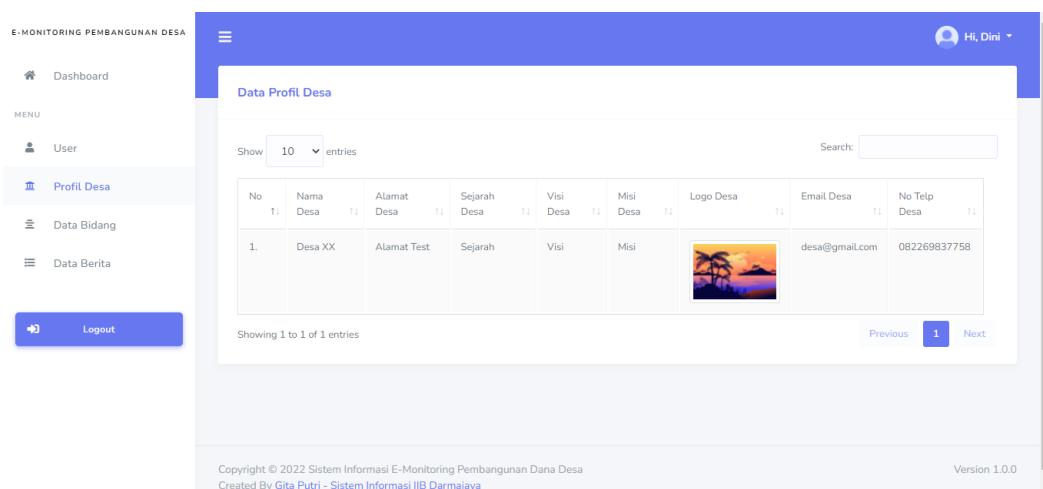 E-MONITORING PEMBANGUNAN DESA
Hi, Dini
Dashboard
MENU
User
Profil Desa
Data Bidang
Data Berita
Logout
Data Profil Desa
Show 10 entries
Search:
No Nama Desa Alamat Desa Sejarah Desa Visi Desa Misi Desa Logo Desa Email Desa No Telp Desa
1. Desa XX Alamat Test Sejarah Visi Misi desa@gmail.com 082269837758
Showing 1 to 1 of 1 entries
Previous 1 Next
Copyright © 2022 Sistem Informasi E-Monitoring Pembangunan Dana Desa
Version 1.0.0
Created By Gita Putri - Sistem Informasi IIB Darmajaya